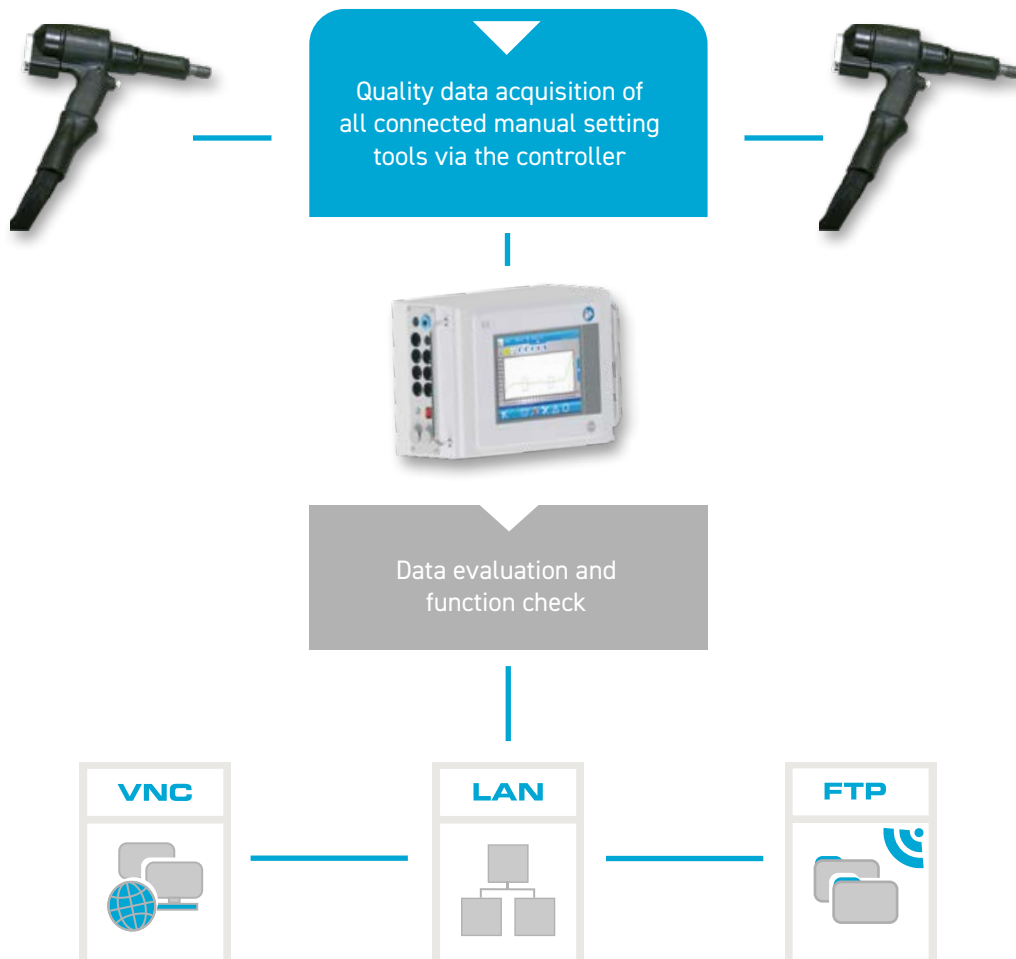 Quality data acquisition of
all connected manual setting
tools via the controller
Data evaluation and
function check
VNC
LAN
FTP